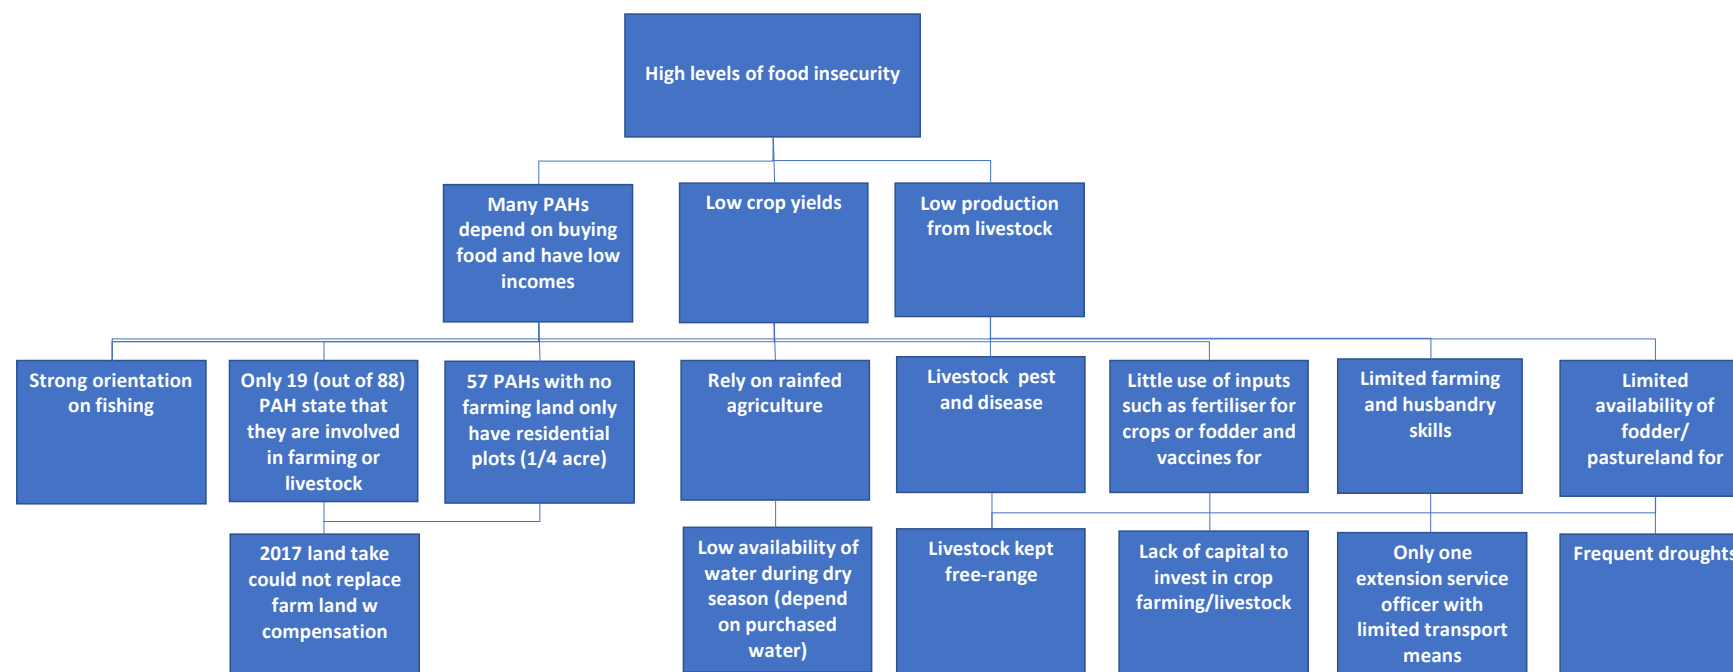 High levels of food insecurity
Many PAHs
depend on buying
food and have low
incomes
Low crop yields
Low production
from livestock
Strong orientation
on fishing
Only 19 (out of 88)
PAH state that
they are involved
in farming or
livestock
57 PAHs with no
farming land only
have residential
plots (1/4 acre)
Rely on rainfed
agriculture
Livestock  pest
and disease
Little use of inputs
such as fertiliser for
crops or fodder and
vaccines for
Limited farming
and husbandry
skills
Limited
availability of
fodder/
pastureland for
2017 land take
could not replace
farm land w
compensation
Low availability of
water during dry
season (depend
on purchased
water)
Livestock kept
free-range
Lack of capital to
invest in crop
farming/livestock
Only one
extension service
officer with
limited transport
means
Frequent droughts